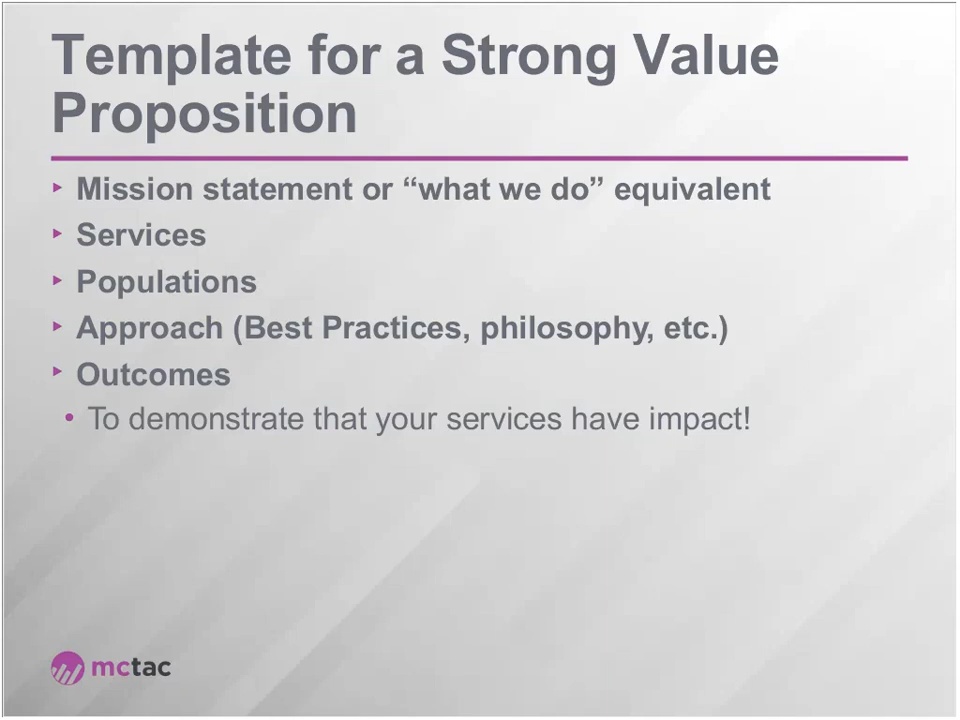 Template for a Strong Value
Proposition
‣ Mission statement or “what we do” equivalent
‣ Services
‣ Populations
‣ Approach (Best Practices, philosophy, etc.)
‣ Outcomes
• To demonstrate that your services have impact!
mctac